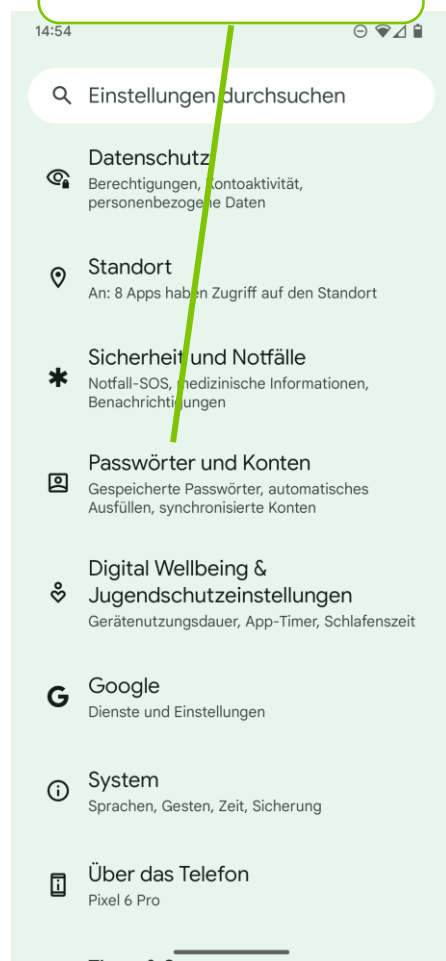 14:54
Einstellungen durchsuchen
Datenschutz
Berechtigungen, Kontoaktivität,
personenbezogene Daten
Standort
An: 8 Apps haben Zugriff auf den Standort
Sicherheit und Notfälle
Notfall-SOS, medizinische Informationen,
Benachrichtigungen
Passwörter und Konten
Gespeicherte Passwörter, automatisches
Ausfüllen, synchronisierte Konten
Digital Wellbeing &
Jugendschutzeinstellungen
Gerätenutzungsdauer, App-Timer, Schlafenszeit
Google
Dienste und Einstellungen
System
Sprachen, Gesten, Zeit, Sicherung
Über das Telefon
Pixel 6 Pro